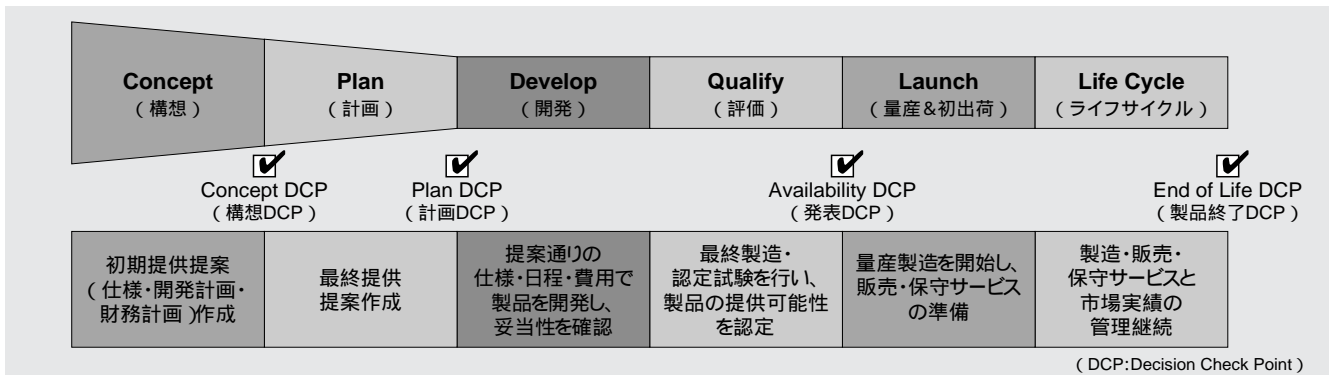 Concept
（構想）
Plan
（計画）
Develop
（開発）
Qualify
（評価）
Launch
（量産&初出荷）
Life Cycle
（ライフサイクル）
Concept DCP
（構想DCP）
Plan DCP
（計画DCP）
Availability DCP
（発表DCP）
End of Life DCP
（製品終了DCP）
初期提供提案
（仕様・開発計画・
財務計画）作成
最終提供
提案作成
提案通りの
仕様・日程・費用で
製品を開発し、
妥当性を確認
最終製造・
認定試験を行い、
製品の提供可能性
を認定
量産製造を開始し、
販売・保守サービス
の準備
製造・販売・
保守サービスと
市場実績の
管理継続
（DCP:Decision Check Point）